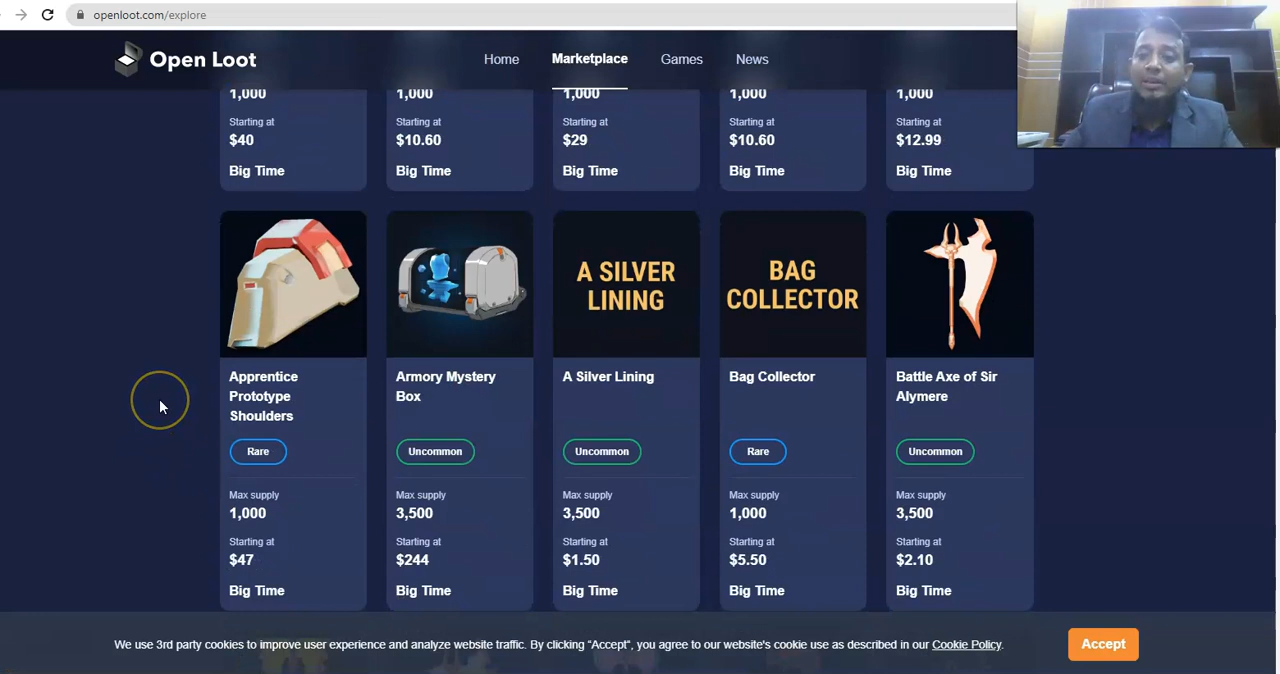 openloot.com/explore
Open Loot
Home Marketplace Games News
1,000 1,000 1,000 1,000 1,000
Starting at Starting at Starting at Starting at Starting at
$40 $10.60 $29 $10.60 $12.99
Big Time Big Time Big Time Big Time Big Time
A SILVER
LINING
BAG
COLLECTOR
Apprentice
Prototype
Shoulders
Armory Mystery
Box
A Silver Lining
Bag Collector
Battle Axe of Sir
Alymere
Rare Uncommon Uncommon Rare Uncommon
Max supply Max supply Max supply Max supply Max supply
1,000 3,500 3,500 1,000 3,500
Starting at Starting at Starting at Starting at Starting at
$47 $244 $1.50 $5.50 $2.10
Big Time Big Time Big Time Big Time Big Time
We use 3rd party cookies to improve user experience and analyze website traffic. By clicking "Accept", you agree to our website's cookie use as described in our Cookie Policy.
Accept